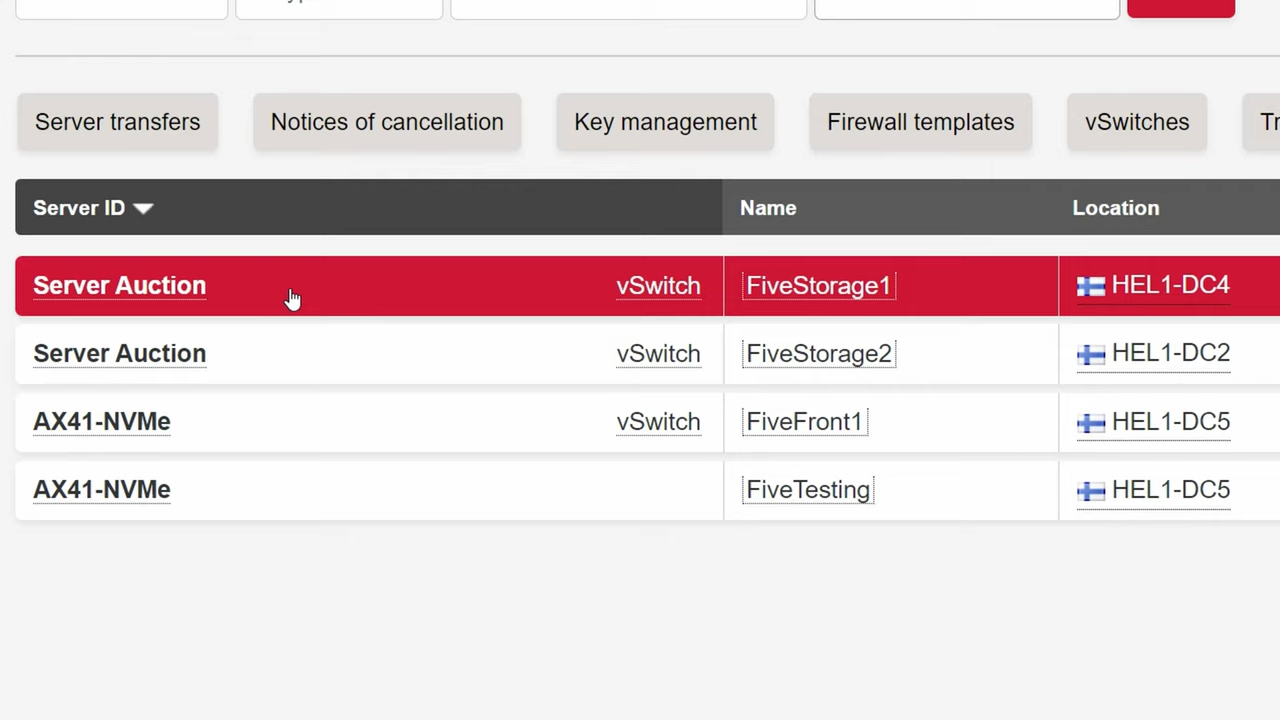 Server transfers Notices of cancellation Key management Firewall templates vSwitches
Server ID Name Location
Server Auction vSwitch FiveStorage1 HEL1-DC4
Server Auction vSwitch FiveStorage2 HEL1-DC2
AX41-NVMe vSwitch FiveFront1 HEL1-DC5
AX41-NVMe FiveTesting HEL1-DC5